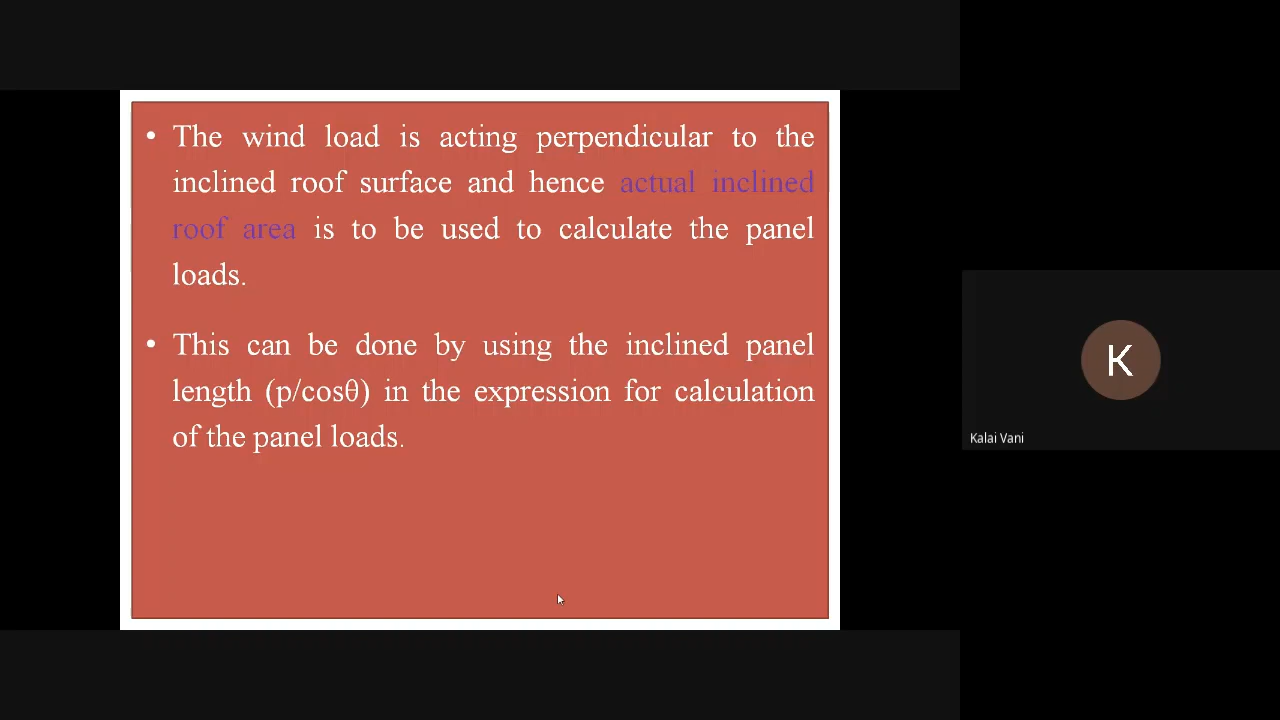 • The wind load is acting perpendicular to the
inclined roof surface and hence actual inclined
roof area is to be used to calculate the panel
loads.
• This can be done by using the inclined panel
length (p/cosθ) in the expression for calculation
of the panel loads.
K
Kalai Vani